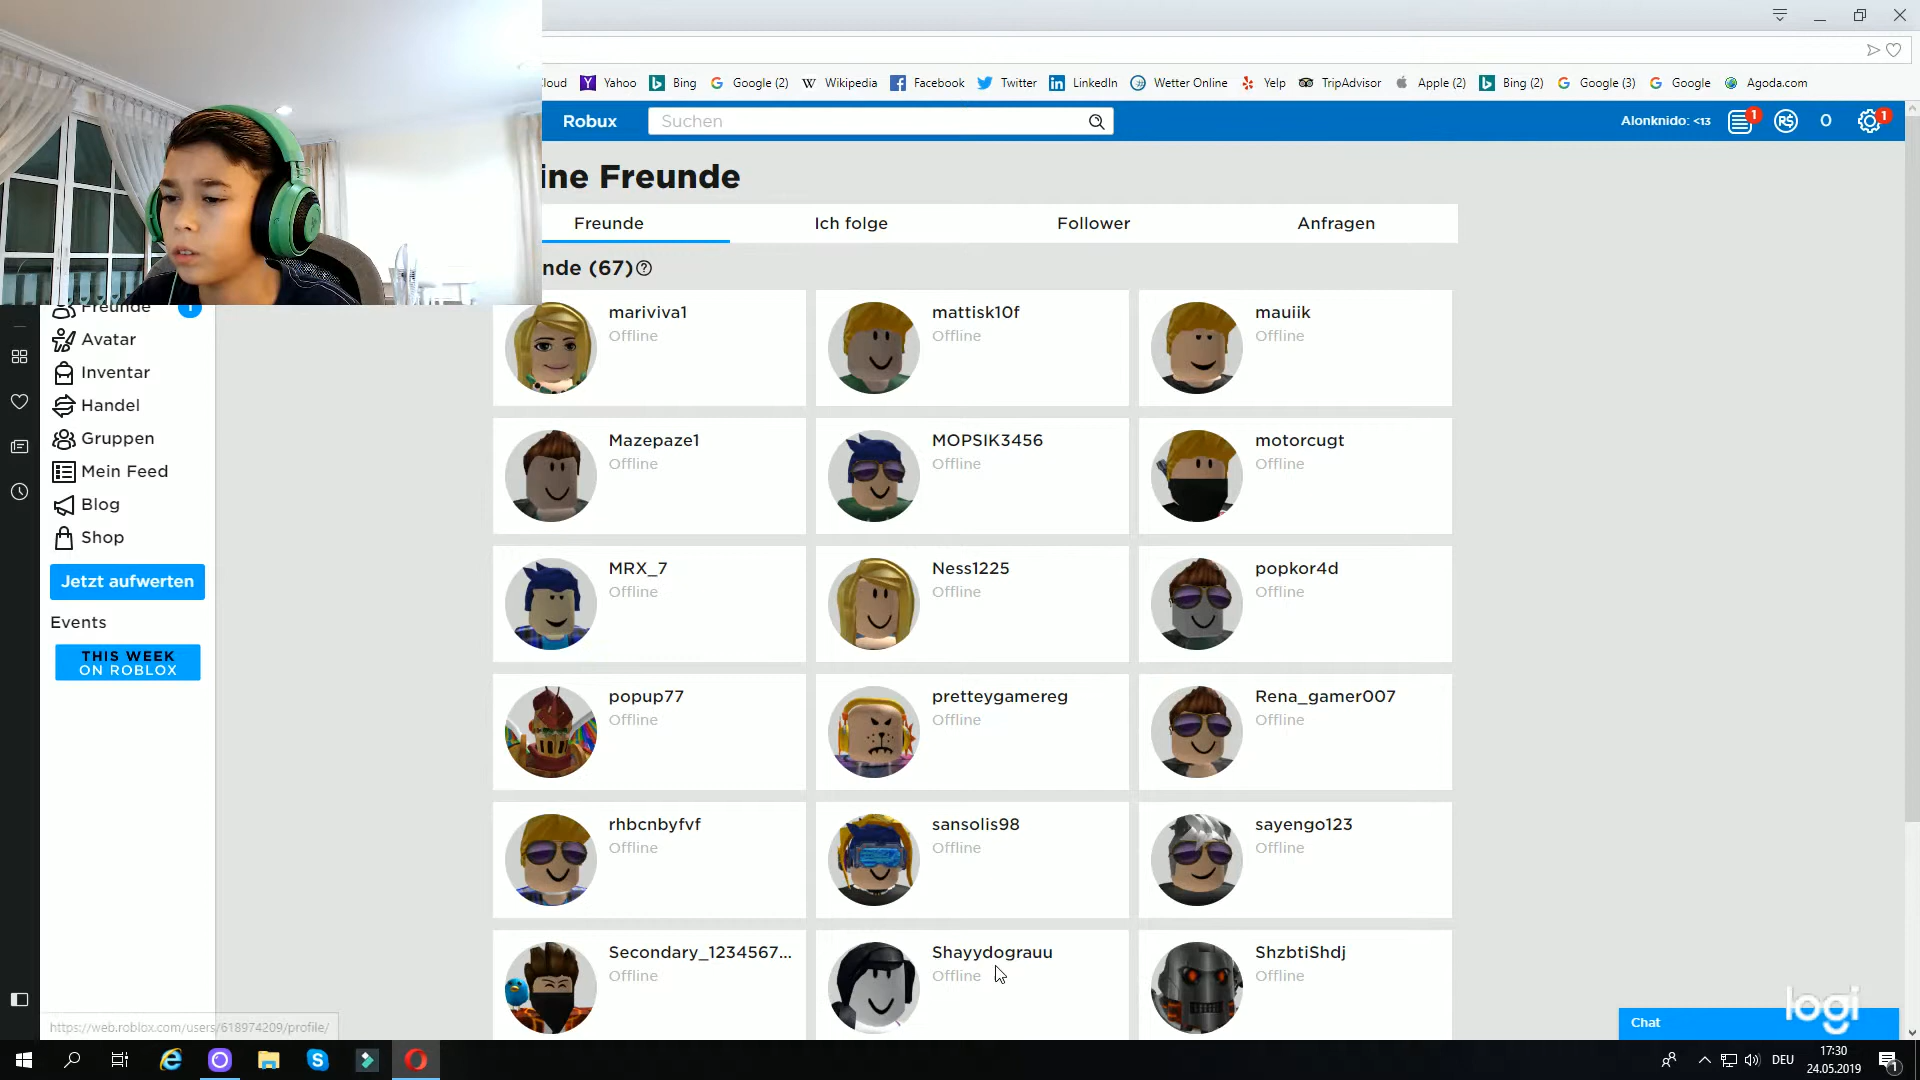 loud Yahoo Bing Google (2) Wikipedia Facebook Twitter LinkedIn Wetter Online Yelp TripAdvisor Apple (2) Bing (2) Google (3) Google Agoda.com
Robux Suchen Alonknido: <13 1 R$ 0 1
ine Freunde
Freunde Ich folge Follower Anfragen
nde (67)
Freunde 1
Avatar
Inventar
Handel
Gruppen
Mein Feed
Blog
Shop
Jetzt aufwerten
Events
THIS WEEK
ON ROBLOX
mariviva1
Offline
mattisk10f
Offline
mauiik
Offline
Mazepaze1
Offline
MOPSIK3456
Offline
motorcugt
Offline
MRX_7
Offline
Ness1225
Offline
popkor4d
Offline
popup77
Offline
pretteygamereg
Offline
Rena_gamer007
Offline
rhbcnbyfvf
Offline
sansolis98
Offline
sayengo123
Offline
Secondary_1234567...
Offline
Shayydograuu
Offline
ShzbtiShdj
Offline
logi
Chat
https://web.roblox.com/users/618974209/profile/
DEU
17:30
24.05.2019
1